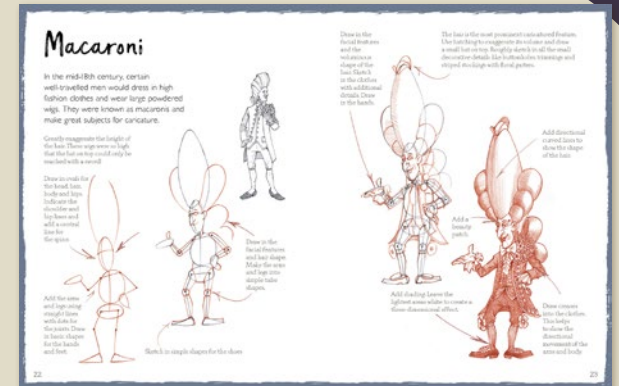 Macaroni
In the mid-18th century, certain
well-travelled men would dress in high
fashion clothes and wear large powdered
wigs. They were known as macaronis and
make great subjects for caricature.
Greatly exaggerate the height of
the hair. These wigs were so high
that the hat on top could only be
reached with a sword!
Draw in ovals for
the head, hair,
body and hips.
Indicate the
shoulder and
hip lines and
add a central
line for
the spine.
Add the arms
and legs using
straight lines
with dots for
the joints. Draw
in basic shapes
for the hands
and feet.
Draw in the
facial features
and hair shape.
Make the arms
and legs into
simple tube
shapes.
Sketch in simple shapes for the shoes.
22
Draw in the
facial features
and the
voluminous
shape of the
hair. Sketch
in the clothes
with additional
details. Draw
in the hands.
The hair is the most prominent caricatured feature.
Use hatching to exaggerate its volume and draw
a small hat on top. Roughly sketch in all the small
decorative details like buttonholes, trimmings and
striped stockings with floral garters.
Add directional
curved lines to
show the shape
of the hair.
Add a
beauty
patch.
Add shading. Leave the
lightest areas white to create a
three-dimensional effect.
Draw creases
into the clothes.
This helps
to show the
directional
movement of the
arms and body.
23